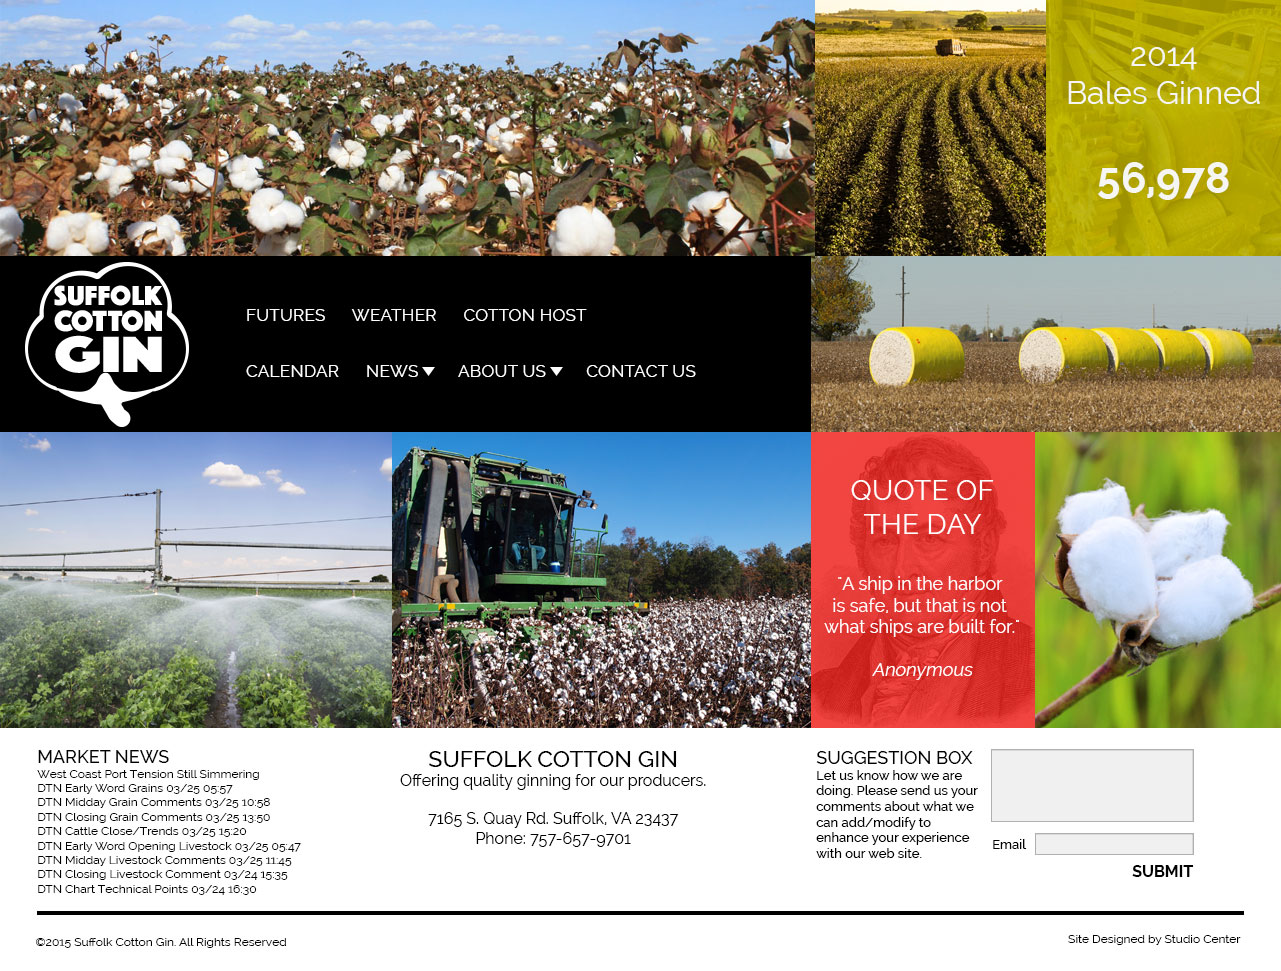 2014
Bales Ginned
56,978
SUFFOLK
COTTON
GIN
FUTURES WEATHER COTTON HOST
CALENDAR NEWS ABOUT US CONTACT US
QUOTE OF
THE DAY
"A ship in the harbor
is safe, but that is not
what ships are built for."
Anonymous
MARKET NEWS
West Coast Port Tension Still Simmering
DTN Early Word Grains 03/25 05:57
DTN Midday Grain Comments 03/25 10:58
DTN Closing Grain Comments 03/25 13:50
DTN Cattle Close/Trends 03/25 15:20
DTN Early Word Opening Livestock 03/25 05:47
DTN Midday Livestock Comments 03/25 11:45
DTN Closing Livestock Comment 03/24 15:35
DTN Chart Technical Points 03/24 16:30
SUFFOLK COTTON GIN
Offering quality ginning for our producers.
7165 S. Quay Rd. Suffolk, VA 23437
Phone: 757-657-9701
SUGGESTION BOX
Let us know how we are
doing. Please send us your
comments about what we
can add/modify to
enhance your experience
with our web site.
Email
SUBMIT
©2015 Suffolk Cotton Gin. All Rights Reserved
Site Designed by Studio Center